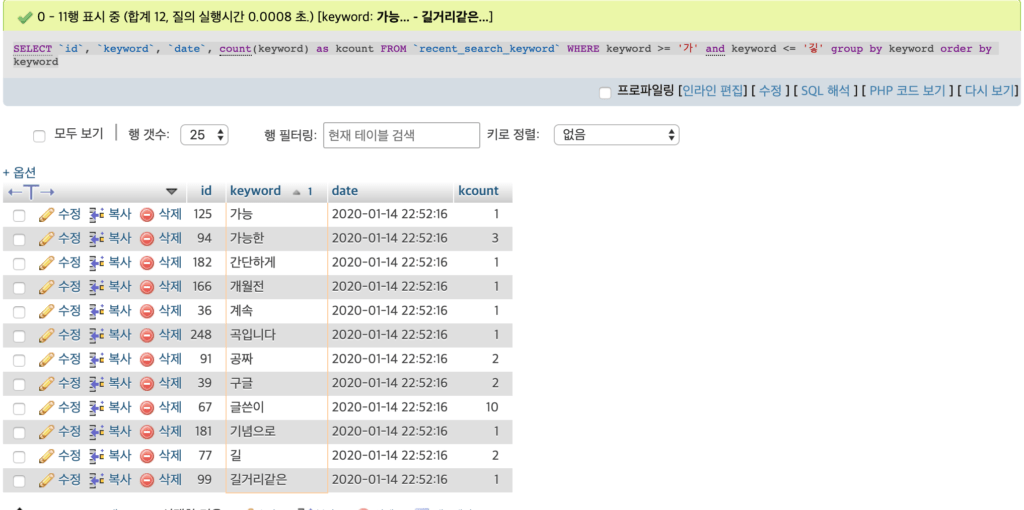 0 - 11행 표시 중 (합계 12, 질의 실행시간 0.0008 초.) [keyword: 가능... - 길거리같은...]
SELECT `id`, `keyword`, `date`, count(keyword) as kcount FROM `recent_search_keyword` WHERE keyword >= '가' and keyword <= '깋' group by keyword order by
keyword
프로파일링 [인라인 편집] [ 수정 ] [ SQL 해석 ] [ PHP 코드 보기 ] [ 다시 보기]
모두 보기 | 행 갯수: 25 행 필터링: 현재 테이블 검색 키로 정렬: 없음
+ 옵션
←T→ id keyword 1 date kcount
수정 복사 삭제 125 가능 2020-01-14 22:52:16 1
수정 복사 삭제 94 가능한 2020-01-14 22:52:16 3
수정 복사 삭제 182 간단하게 2020-01-14 22:52:16 1
수정 복사 삭제 166 개월전 2020-01-14 22:52:16 1
수정 복사 삭제 36 계속 2020-01-14 22:52:16 1
수정 복사 삭제 248 곡입니다 2020-01-14 22:52:16 1
수정 복사 삭제 91 공짜 2020-01-14 22:52:16 2
수정 복사 삭제 39 구글 2020-01-14 22:52:16 2
수정 복사 삭제 67 글쓴이 2020-01-14 22:52:16 10
수정 복사 삭제 181 기념으로 2020-01-14 22:52:16 1
수정 복사 삭제 77 길 2020-01-14 22:52:16 2
수정 복사 삭제 99 길거리같은 2020-01-14 22:52:16 1